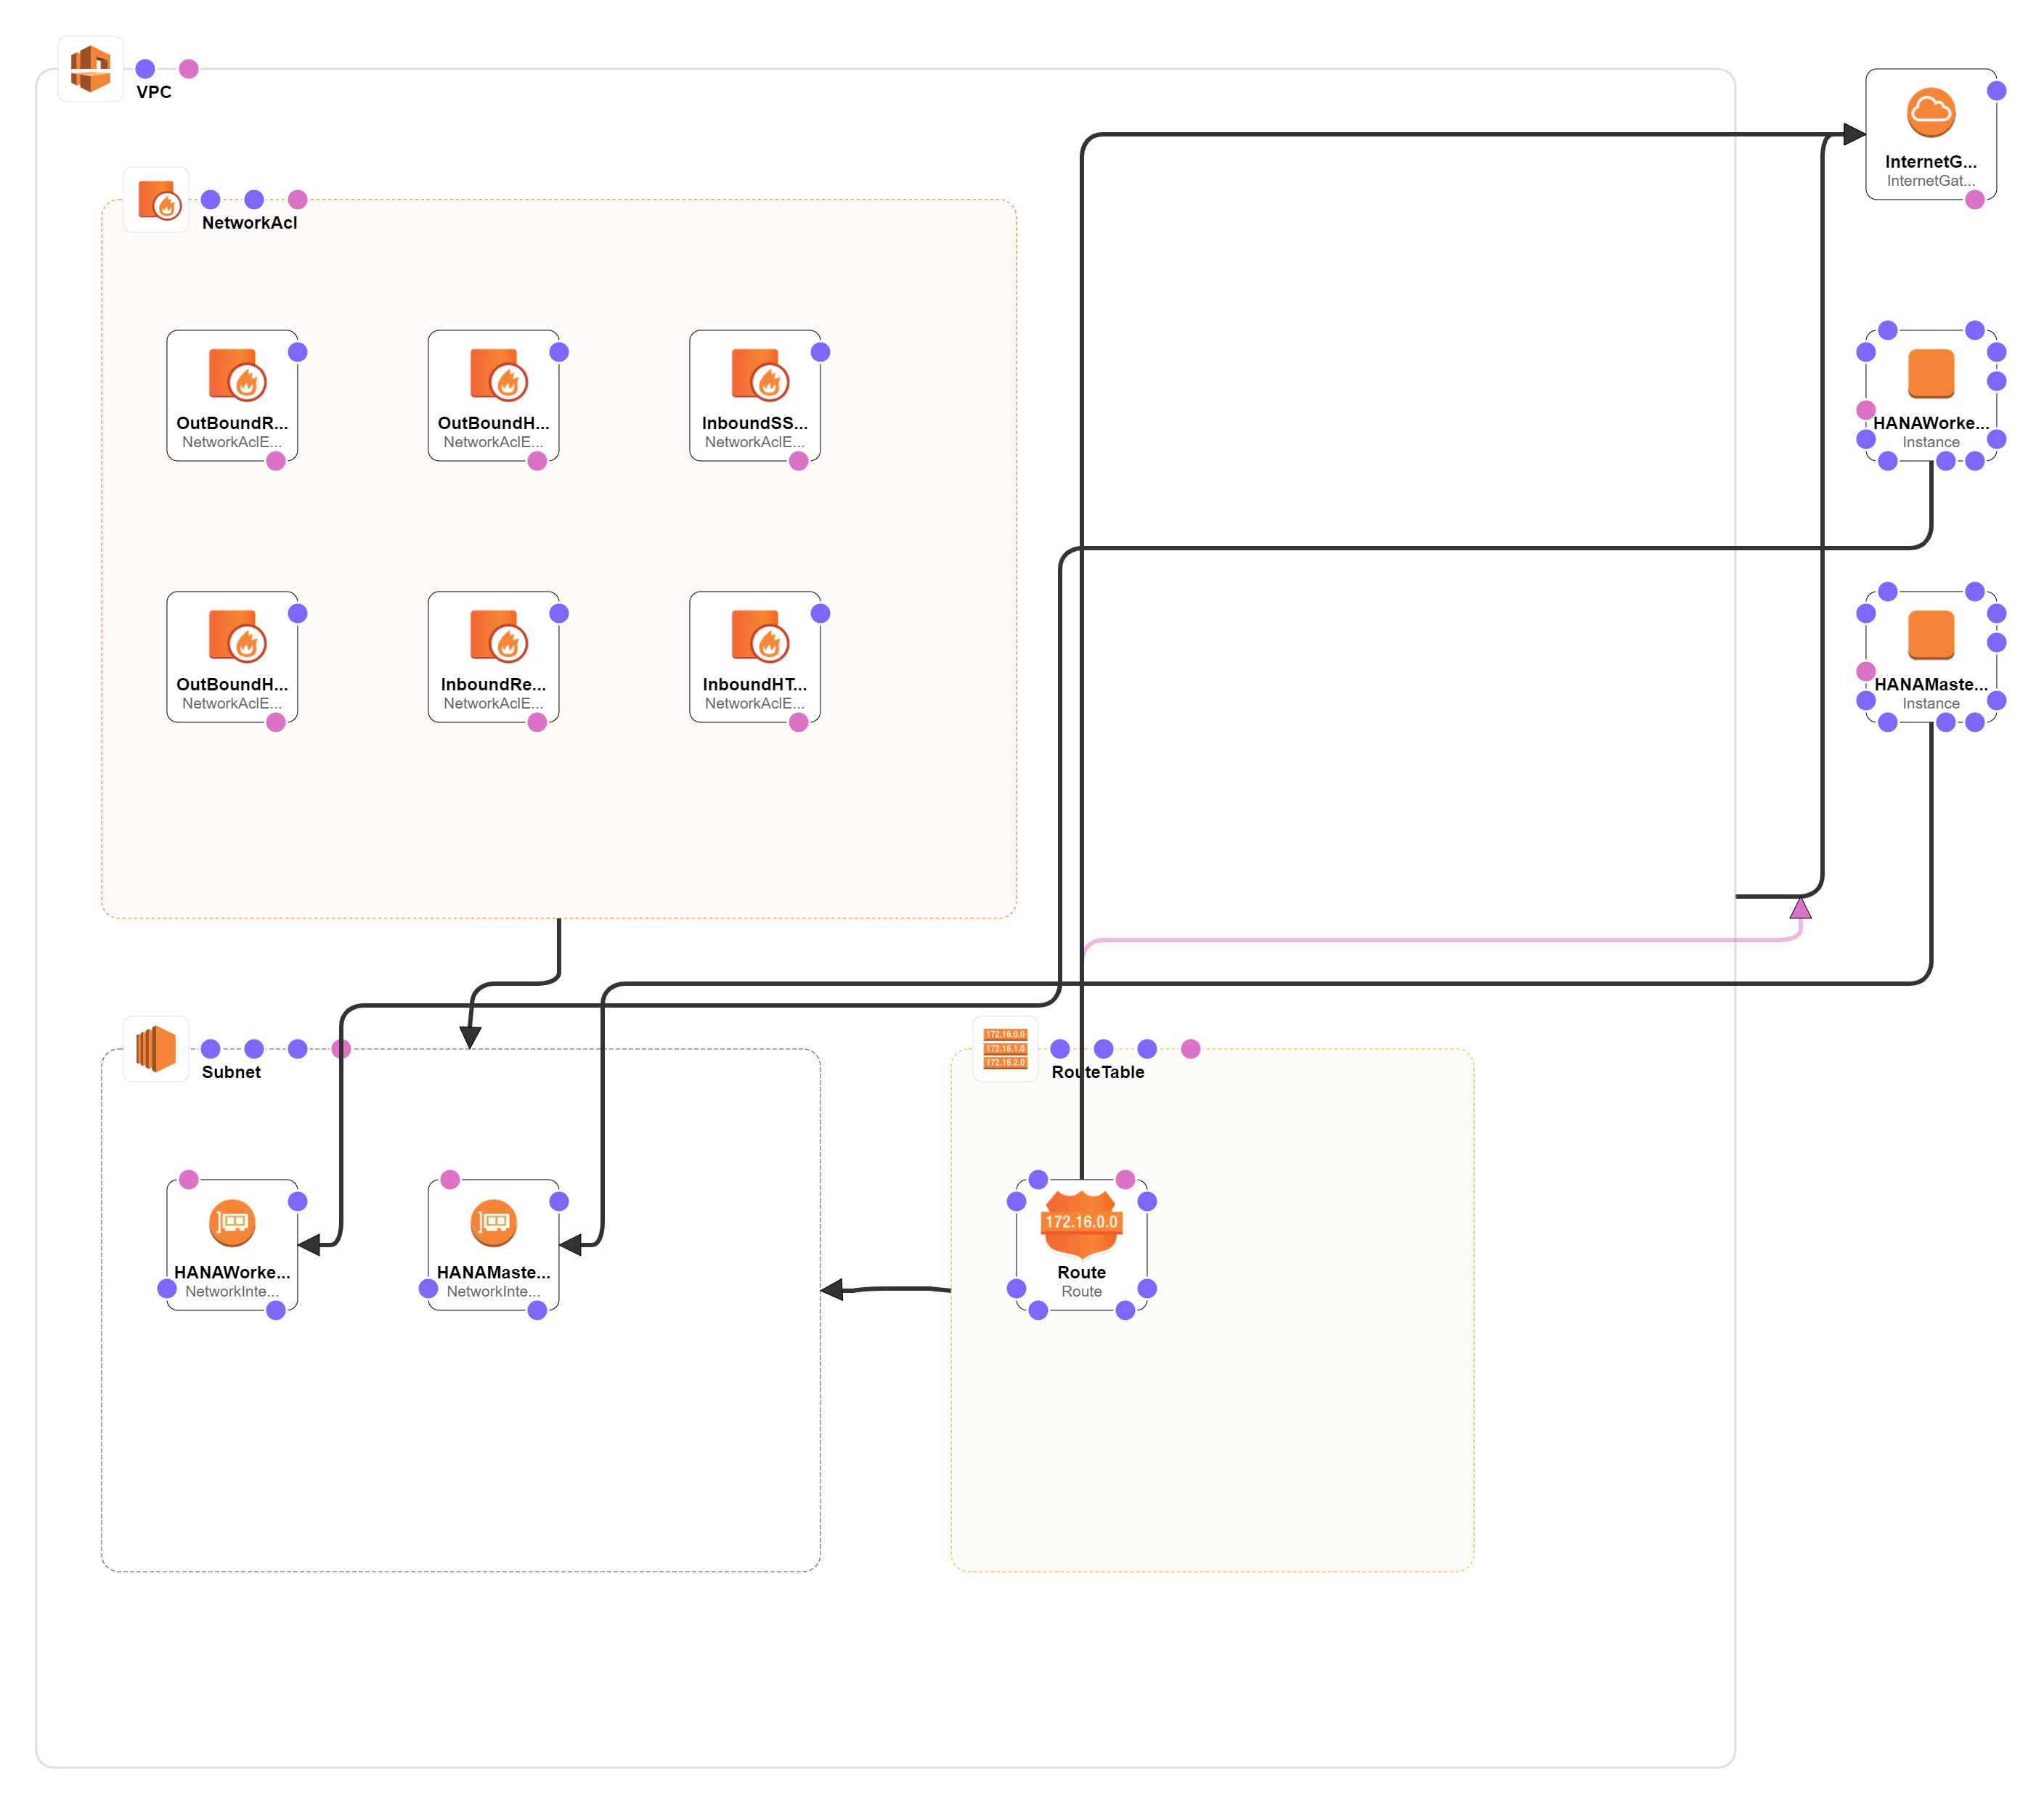 VPC
InternetG...
InternetGat...
NetworkAcl
OutBoundR...
NetworkAclE...
OutBoundH...
NetworkAclE...
InboundSS...
NetworkAclE...
HANAWorke...
Instance
OutBoundH...
NetworkAclE...
InboundRe...
NetworkAclE...
InboundHT...
NetworkAclE...
HANAMaste...
Instance
Subnet
172.16.0.0
172.16.1.0
172.16.2.0
RouteTable
HANAWorke...
NetworkInte...
HANAMaste...
NetworkInte...
172.16.0.0
Route
Route